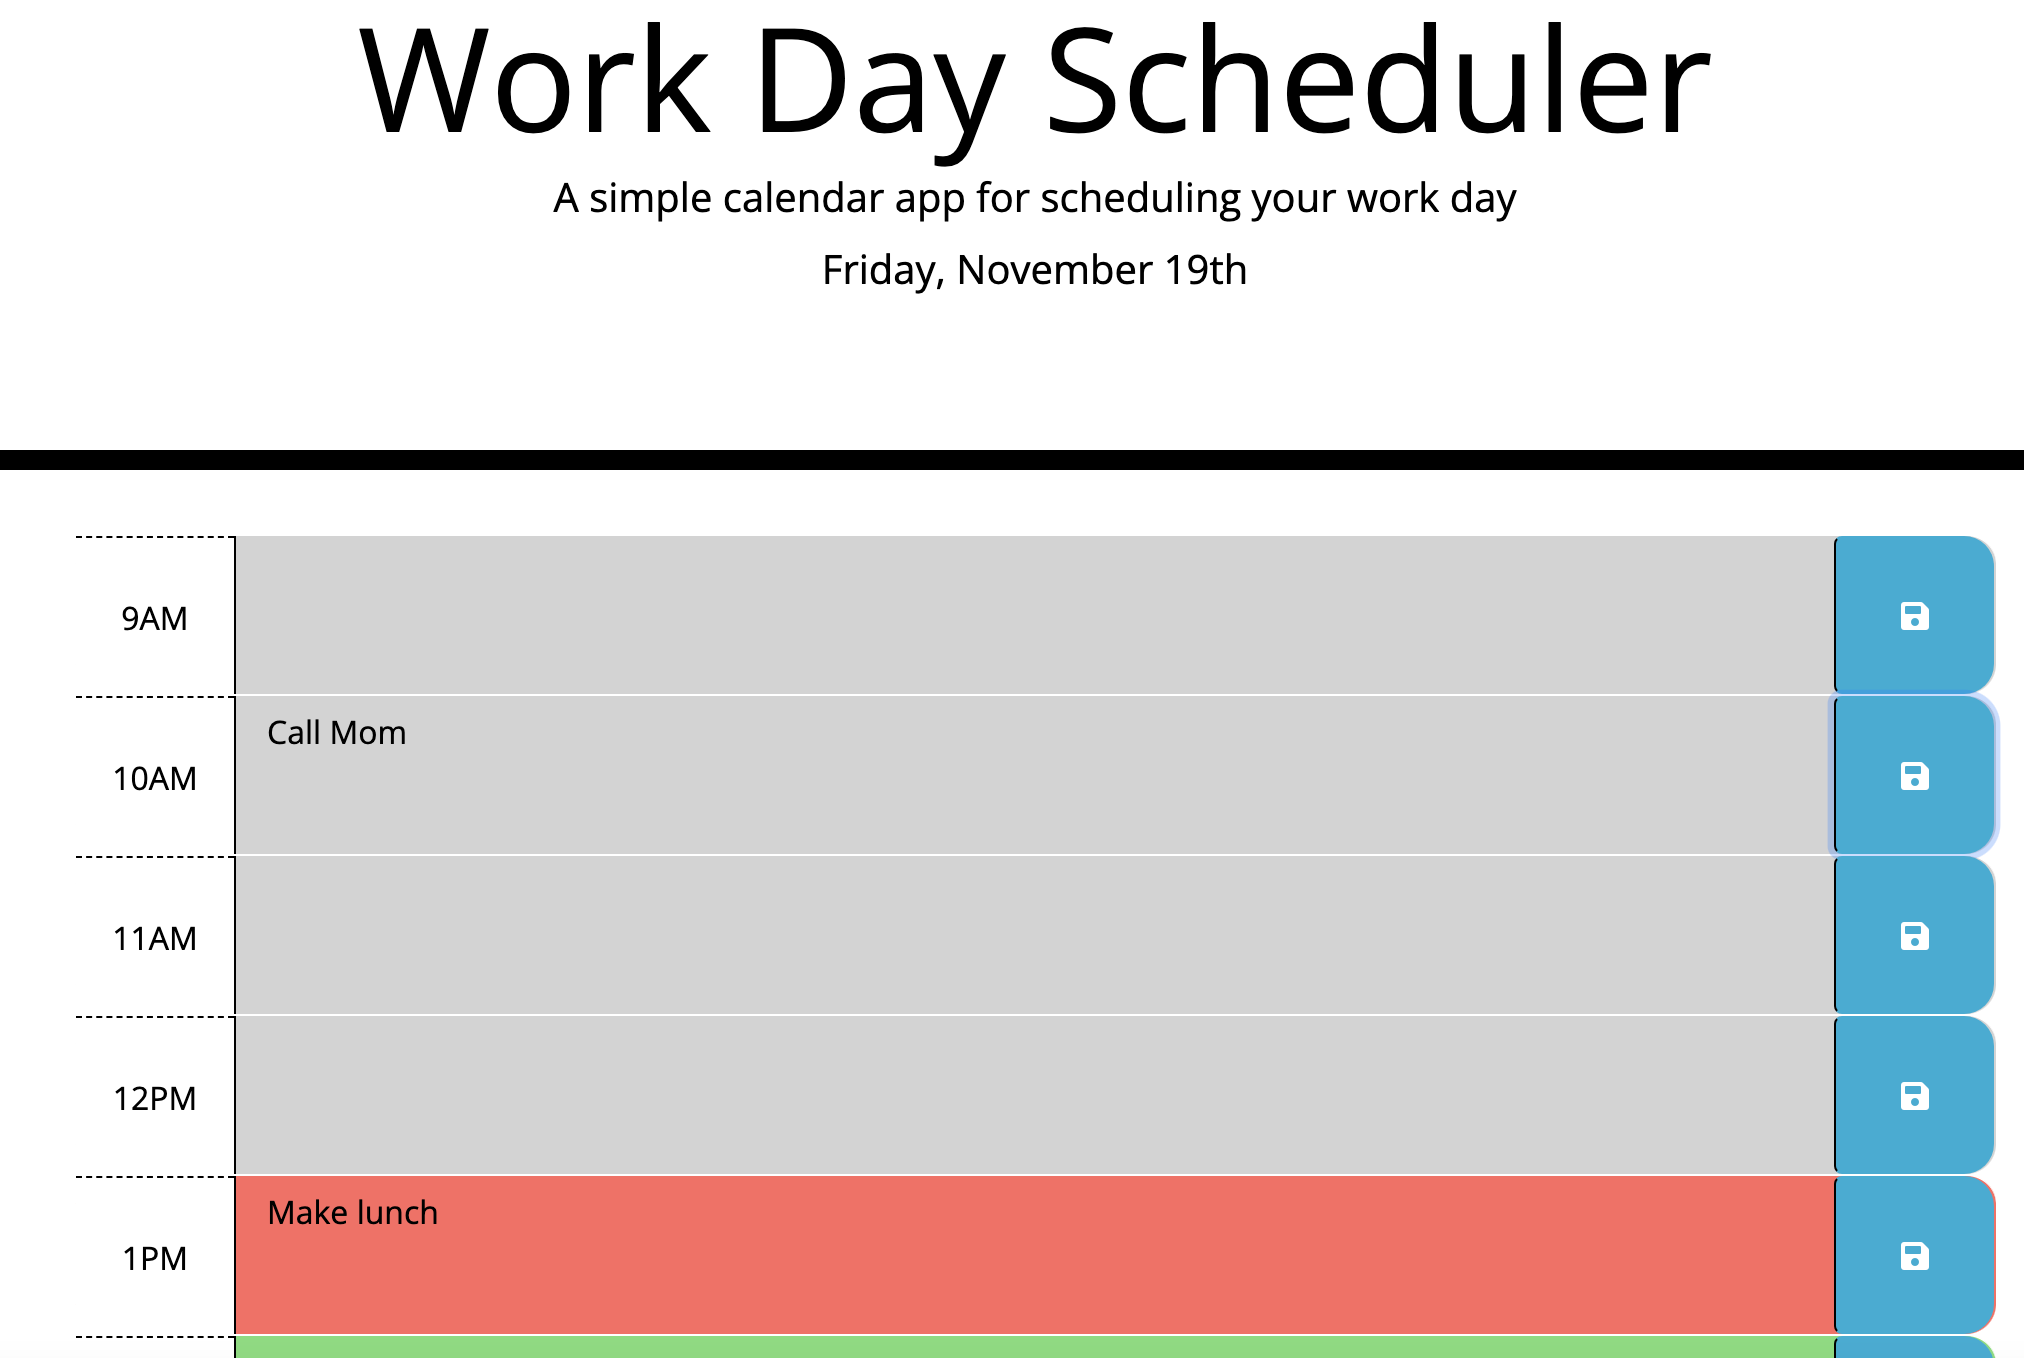 Work Day Scheduler
A simple calendar app for scheduling your work day
Friday, November 19th
9AM
Call Mom
10AM
11AM
12PM
Make lunch
1PM